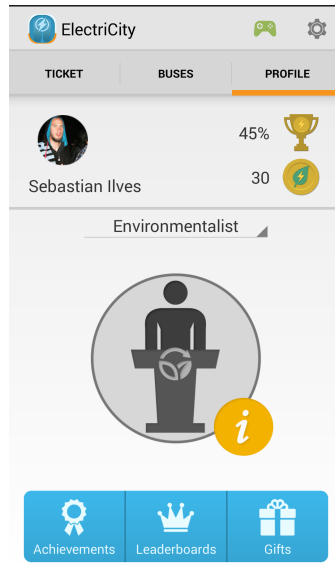 ElectriCity
TICKET
BUSES
PROFILE
45%
Sebastian Ilves
30
Environmentalist
i
Achievements
Leaderboards
Gifts